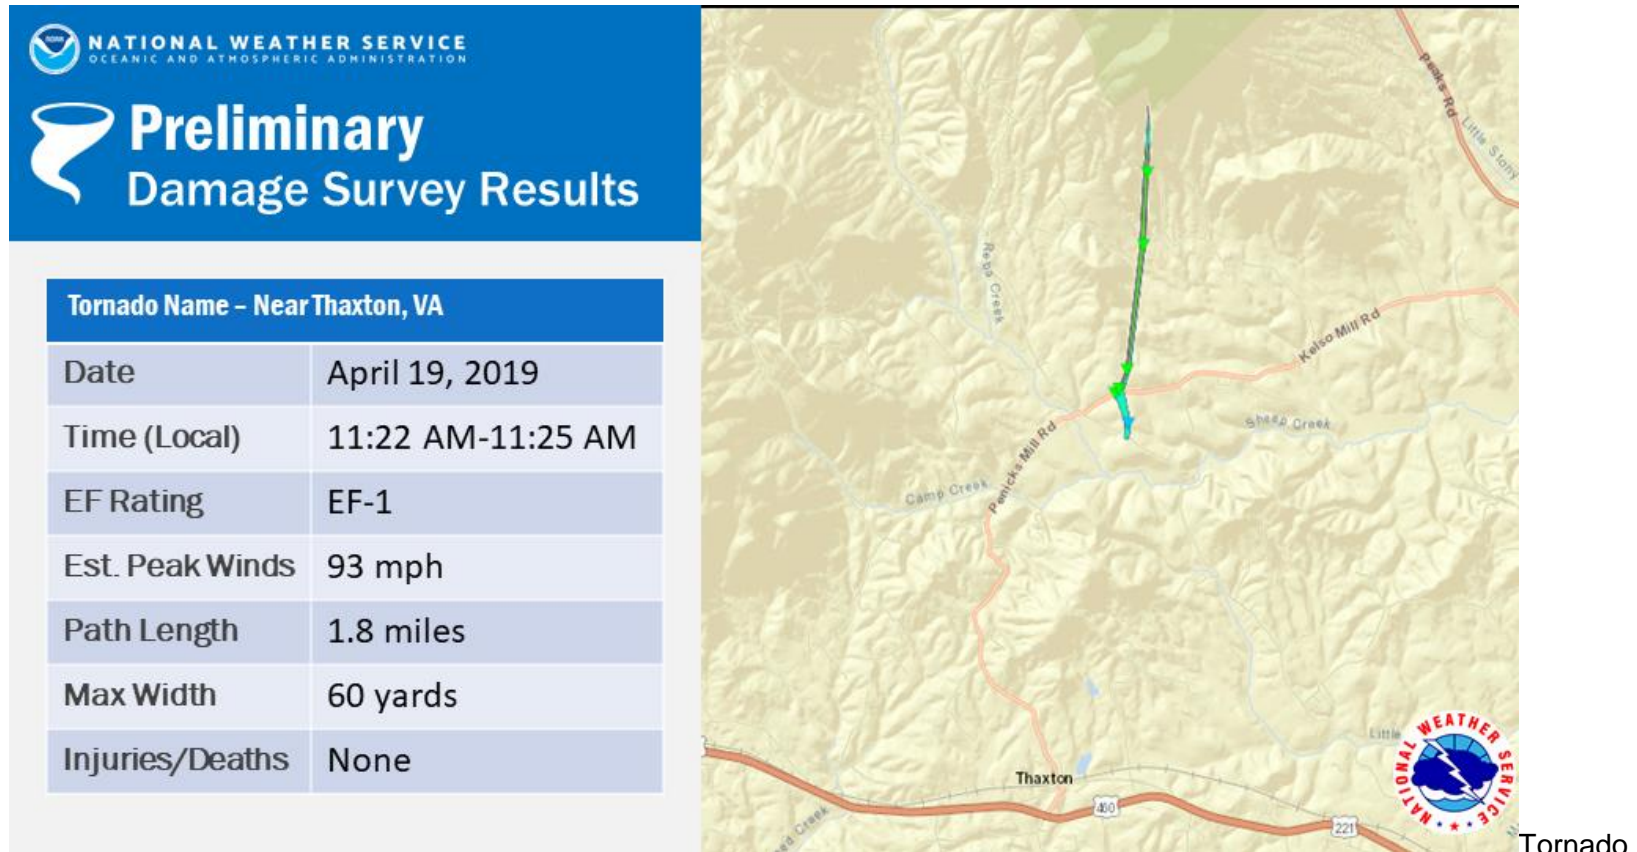 NOAA
NATIONAL WEATHER SERVICE
OCEANIC AND ATMOSPHERIC ADMINISTRATION
Preliminary
Damage Survey Results
Tornado Name – Near Thaxton, VA
Date April 19, 2019
Time (Local) 11:22 AM-11:25 AM
EF Rating EF-1
Est. Peak Winds 93 mph
Path Length 1.8 miles
Max Width 60 yards
Injuries/Deaths None
Peaks Rd
Little Stony
Creek
Kelso Mill Rd
Sheep Creek
Penicks Mill Rd
Camp Creek
Little
Thaxton
460
221
Creek
NATIONAL WEATHER SERVICE
Tornado